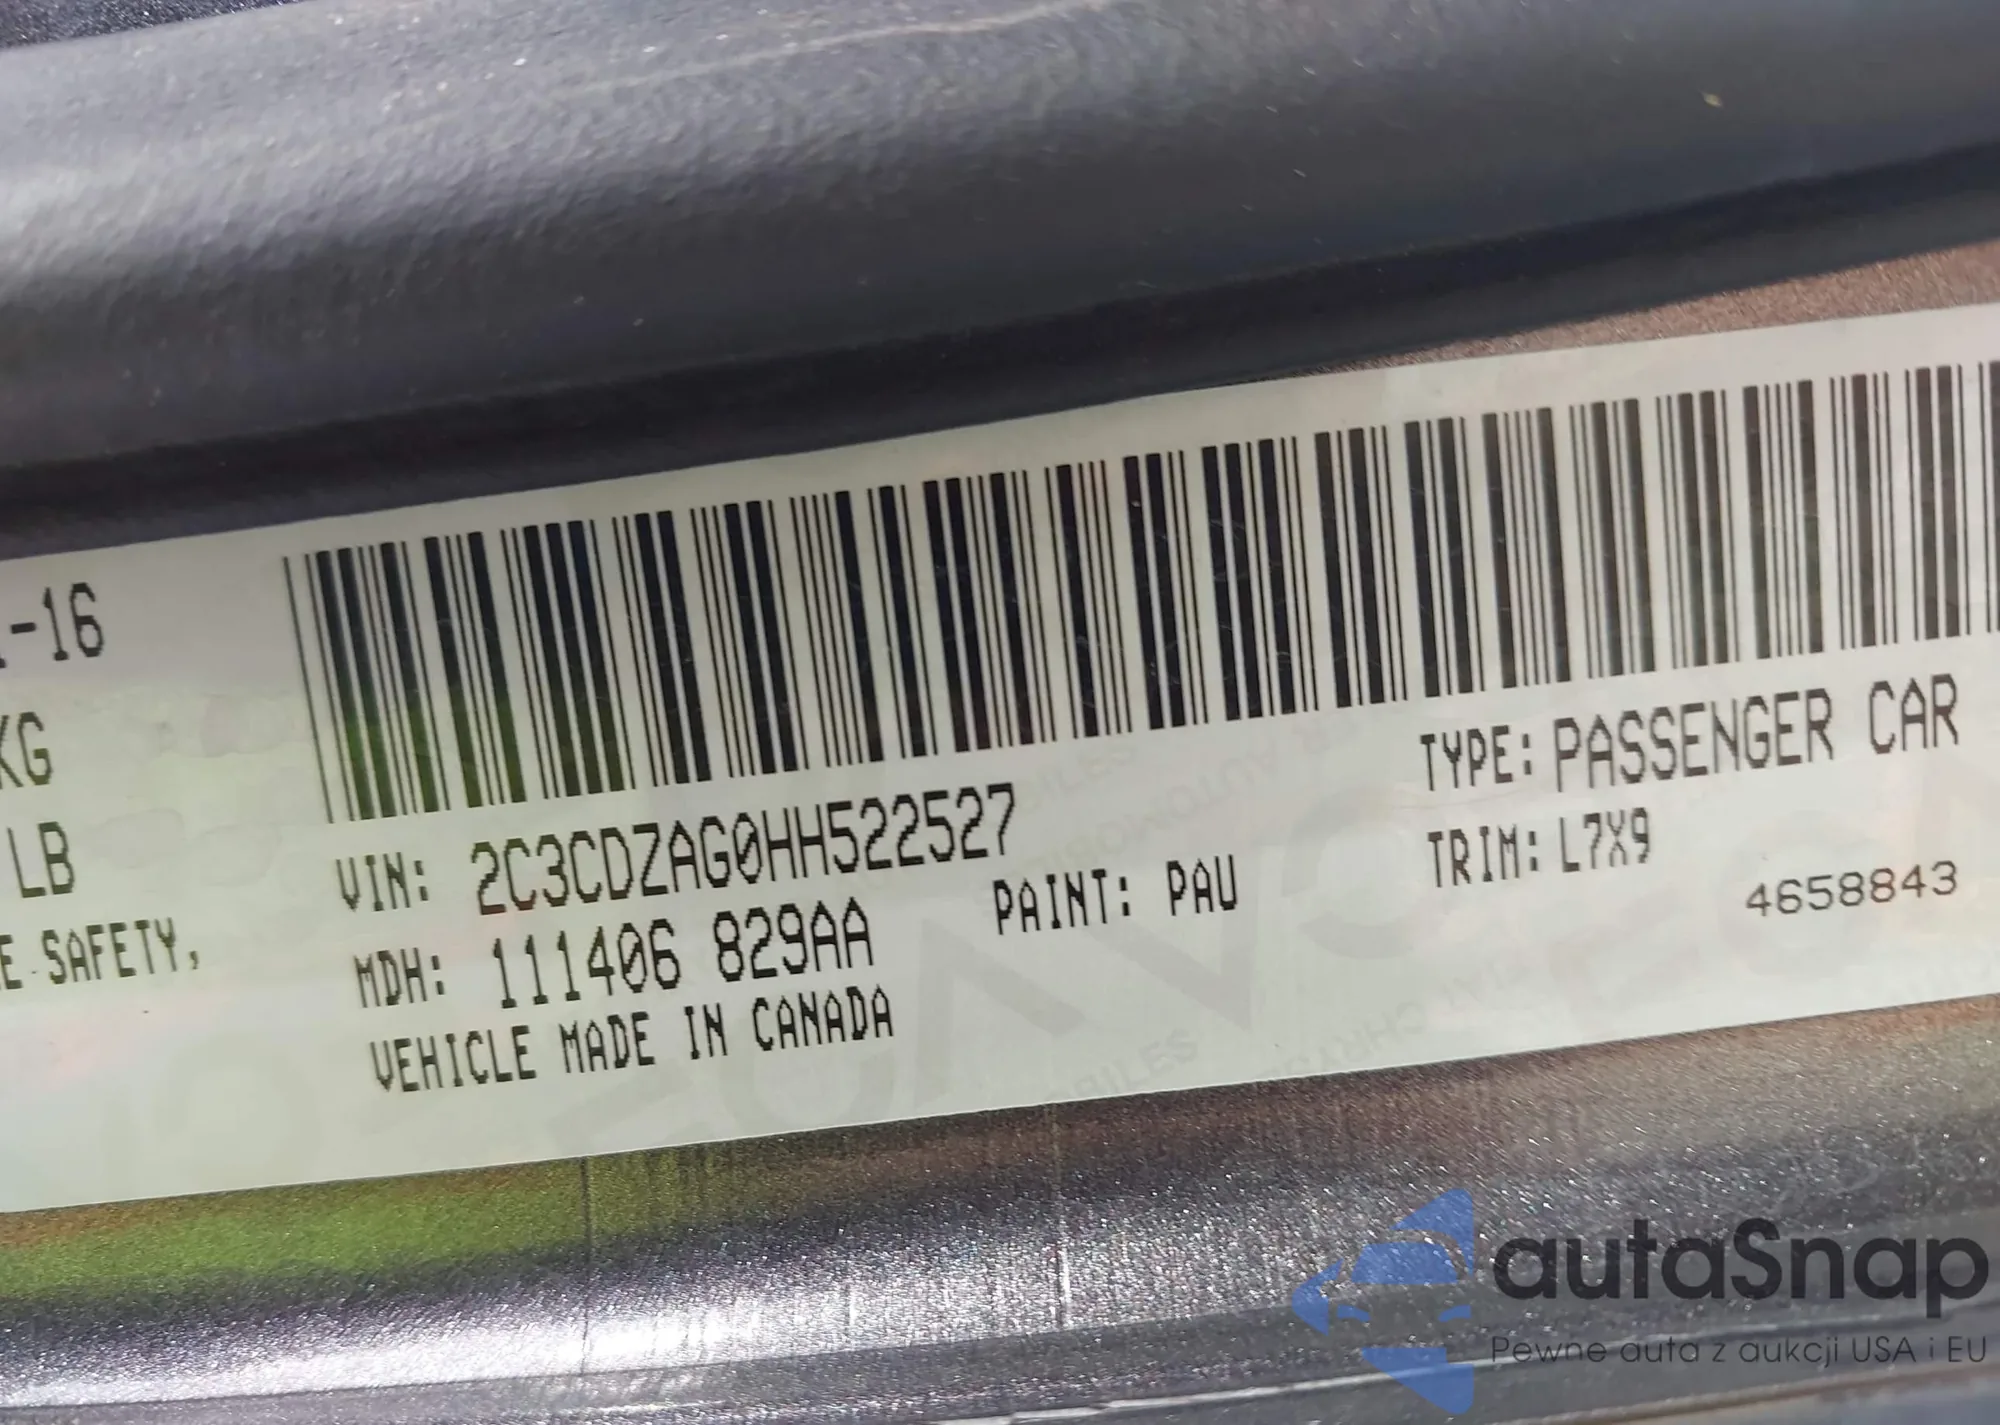 -16
KG
LB
E SAFETY,
VIN: 2C3CDZAG0HH522527
TYPE: PASSENGER CAR
MDH: 111406 829AA
PAINT: PAU
TRIM: L7X9
VEHICLE MADE IN CANADA
4658843
autaSnap
Pewne auta z aukcji USA i EU